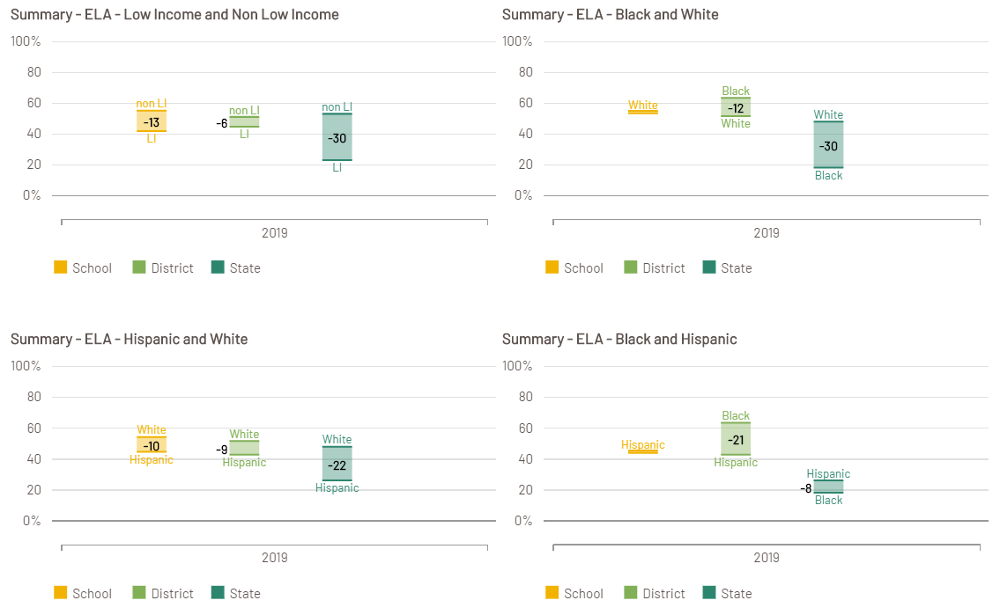 Summary - ELA - Low Income and Non Low Income
100%
80
60
40
20
0%
non LI
-13
LI
non LI
-6
LI
non LI
-30
LI
2019
School District State
Summary - ELA - Black and White
100%
80
60
40
20
0%
White
Black
-12
White
White
-30
Black
2019
School District State
Summary - ELA - Hispanic and White
100%
80
60
40
20
0%
White
-10
Hispanic
White
-9
Hispanic
White
-22
Hispanic
2019
School District State
Summary - ELA - Black and Hispanic
100%
80
60
40
20
0%
Hispanic
Black
-21
Hispanic
Hispanic
-8
Black
2019
School District State